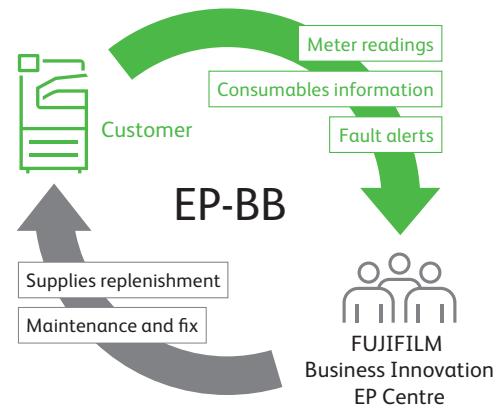 Meter readings
Consumables information
Fault alerts
Customer
EP-BB
Supplies replenishment
Maintenance and fix
FUJIFILM
Business Innovation
EP Centre